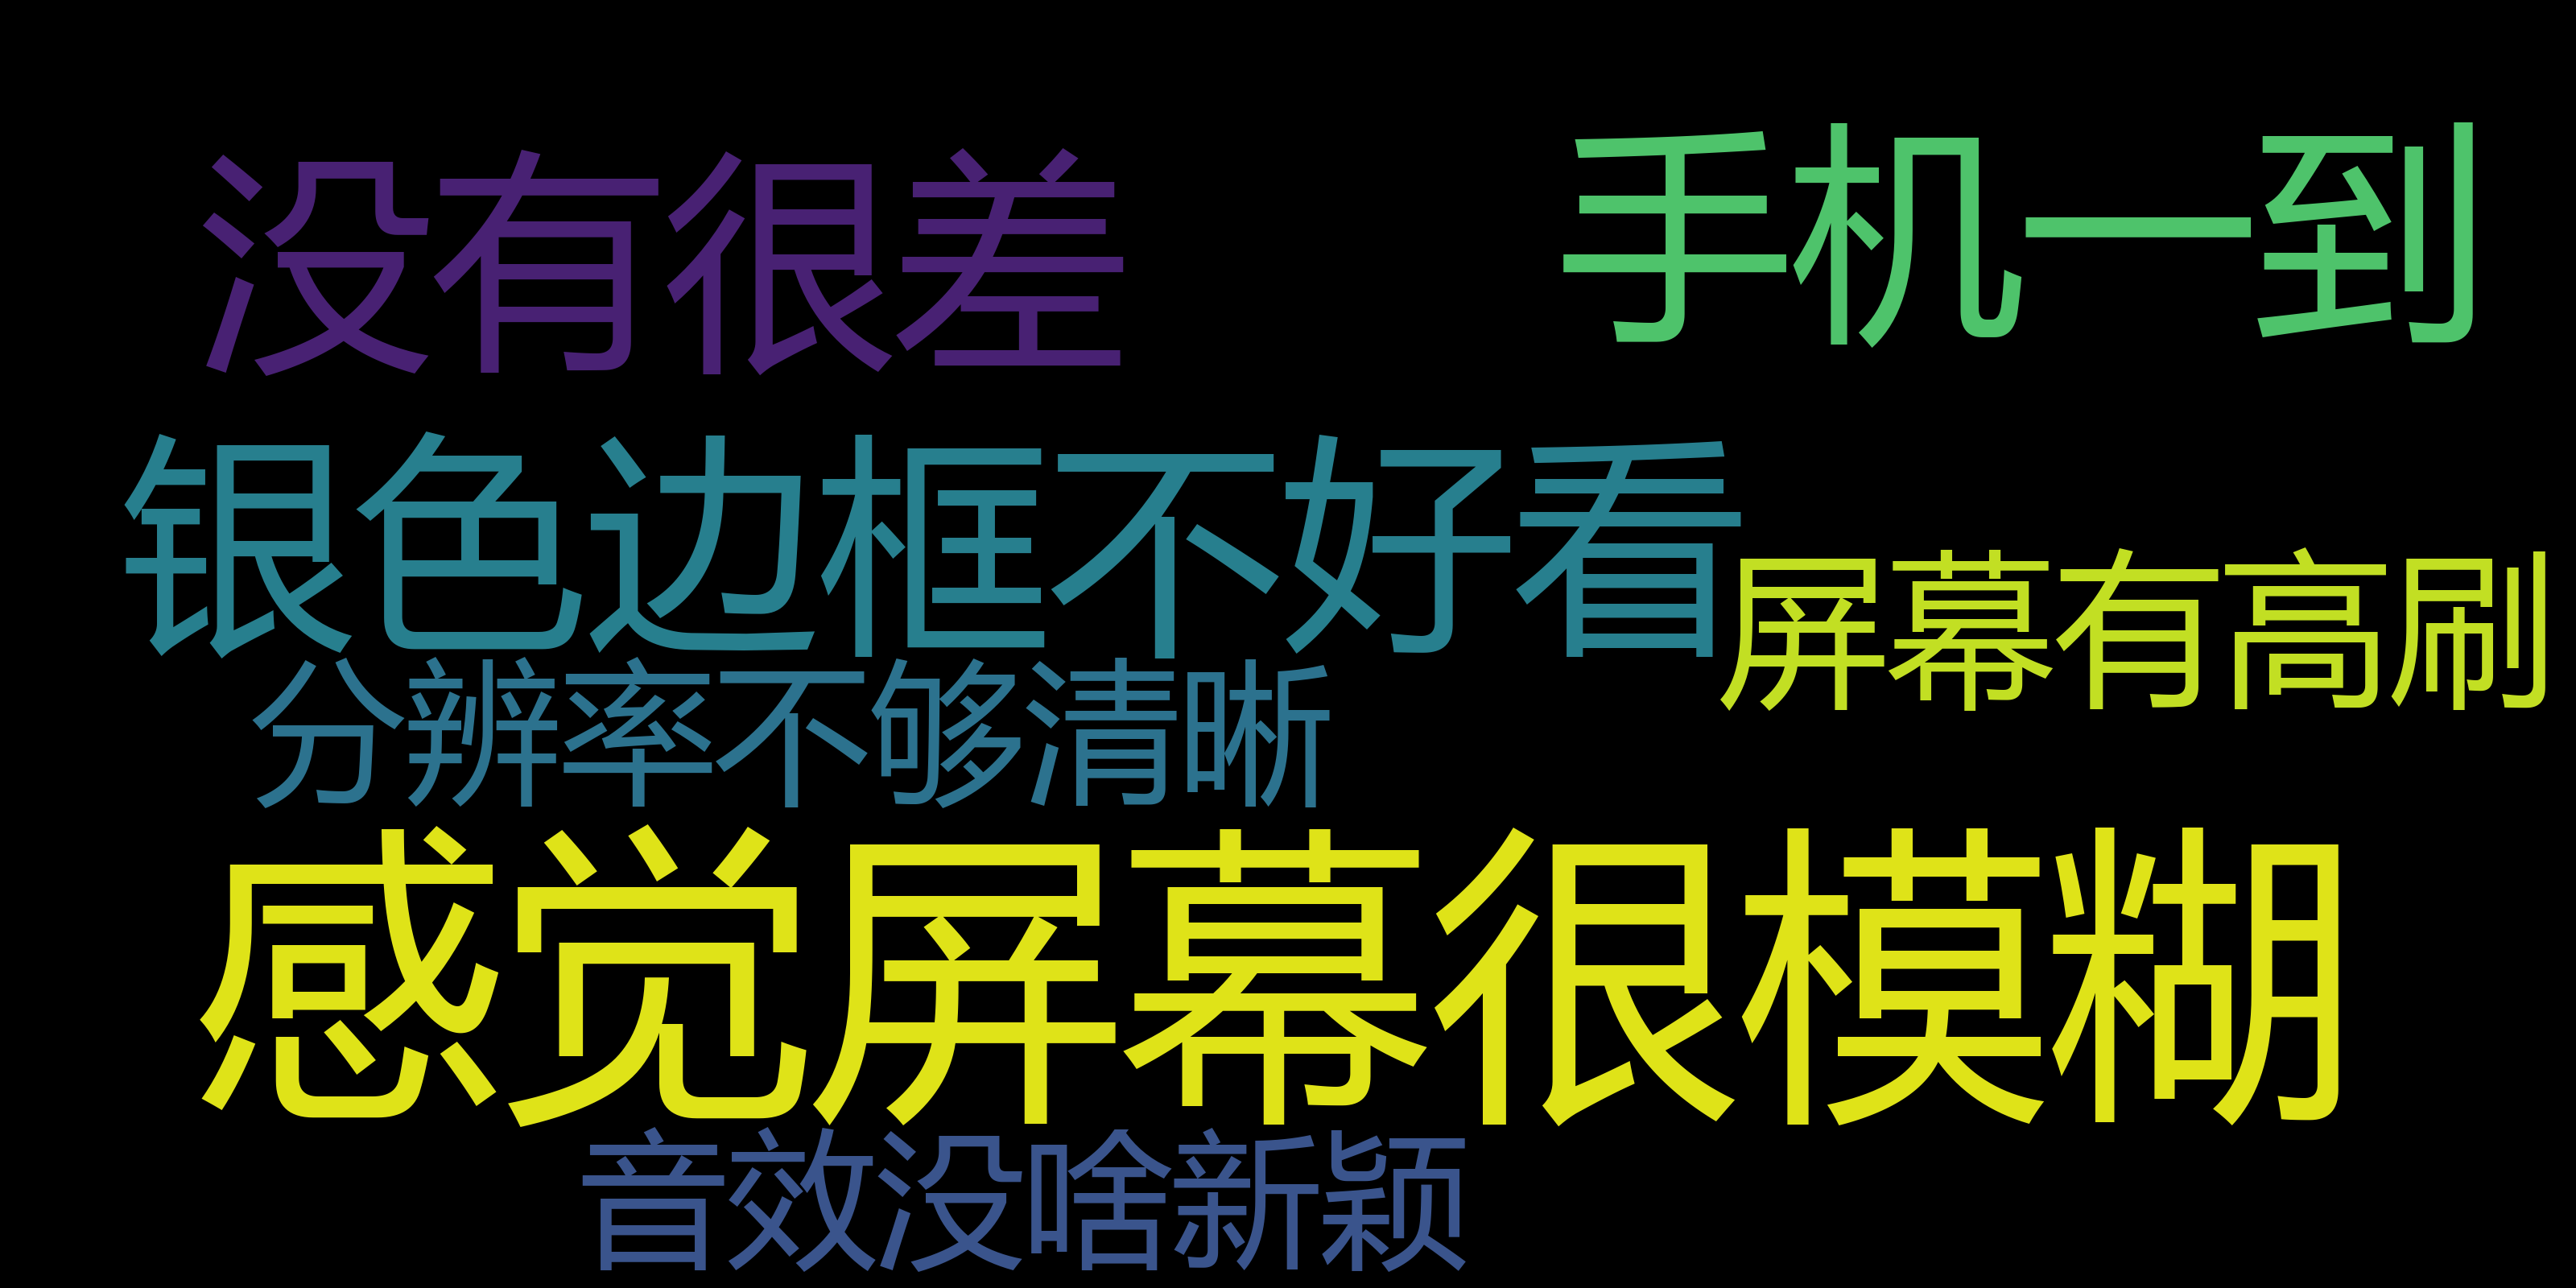 没有很差
手机一到
银色边框不好看
屏幕有高刷
分辨率不够清晰
感觉屏幕很模糊
音效没啥新颖